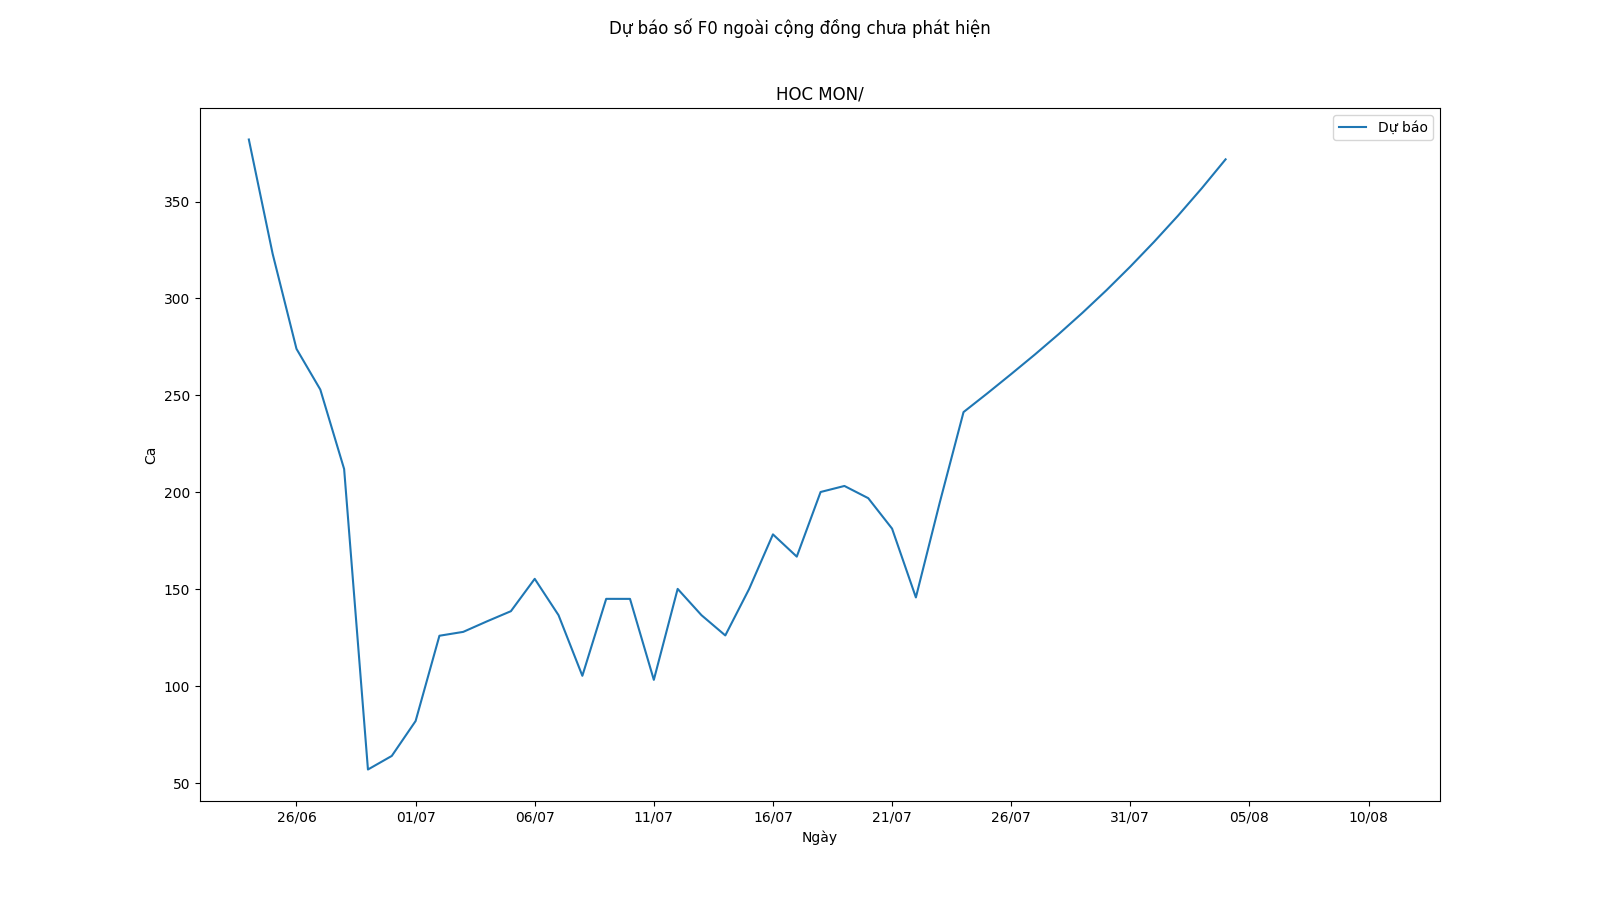 Dự báo số F0 ngoài cộng đồng chưa phát hiện
HOC MON/
Dự báo
350
300
250
200
150
100
50
Ca
26/06 01/07 06/07 11/07 16/07 21/07 26/07 31/07 05/08 10/08
Ngày